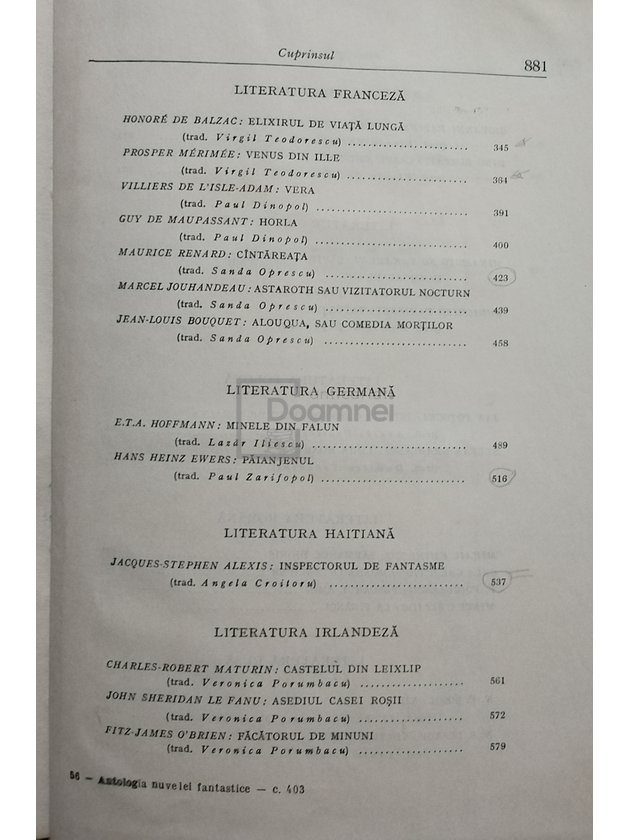 Cuprinsul
881
LITERATURA FRANCEZĂ
HONORÉ DE BALZAC: ELIXIRUL DE VIAȚĂ LUNGĂ
(trad. Virgil Teodorescu) .......................... 345
PROSPER MÉRIMÉE: VENUS DIN ILLE
(trad. Virgil Teodorescu) .......................... 364
VILLIERS DE L'ISLE-ADAM: VERA
(trad. Paul Dinopol) .......................... 391
GUY DE MAUPASSANT: HORLA
(trad. Paul Dinopol) .......................... 400
MAURICE RENARD: CÎNTĂREAȚA
(trad. Sanda Oprescu) .......................... 423
MARCEL JOUHANDEAU: ASTAROTH SAU VIZITATORUL NOCTURN
(trad. Sanda Oprescu) .......................... 439
JEAN-LOUIS BOUQUET: ALOUQUA, SAU COMEDIA MORȚILOR
(trad. Sanda Oprescu) .......................... 458
LITERATURA GERMANĂ
Doamnei
E.T.A. HOFFMANN: MINELE DIN FALUN
(trad. Lazăr Iliescu) .......................... 489
HANS HEINZ EWERS: PĂIANJENUL
(trad. Paul Zarifopol) .......................... 516
LITERATURA HAITIANĂ
JACQUES-STEPHEN ALEXIS: INSPECTORUL DE FANTASME
(trad. Angela Croitoru) .......................... 537
LITERATURA IRLANDEZĂ
CHARLES-ROBERT MATURIN: CASTELUL DIN LEIXLIP
(trad. Veronica Porumbacu) .................... 561
JOHN SHERIDAN LE FANU: ASEDIUL CASEI ROȘII
(trad. Veronica Porumbacu) .................... 572
FITZ-JAMES O'BRIEN: FĂCĂTORUL DE MINUNI
(trad. Veronica Porumbacu) .................... 579
56 — Antologia nuvelei fantastice — c. 403